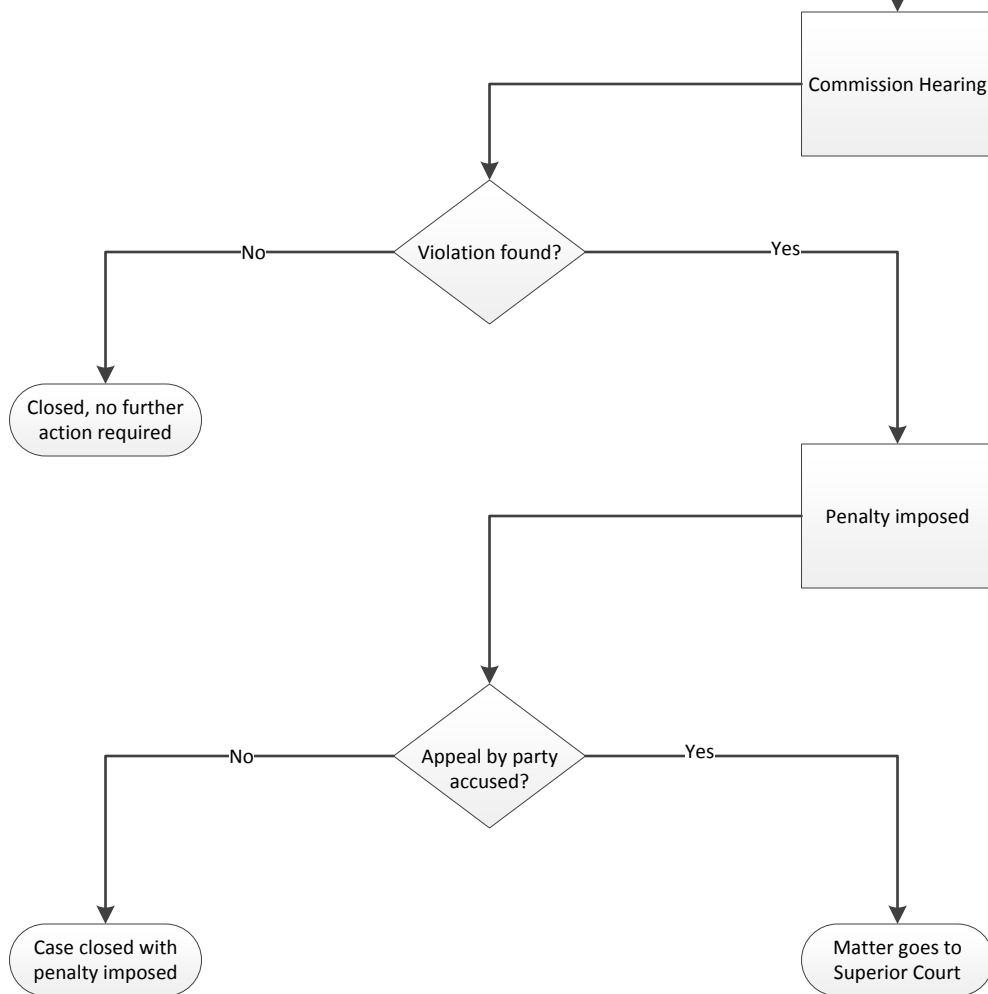 Commission Hearing
Violation found?
No
Yes
Closed, no further
action required
Penalty imposed
Appeal by party
accused?
No
Yes
Case closed with
penalty imposed
Matter goes to
Superior Court